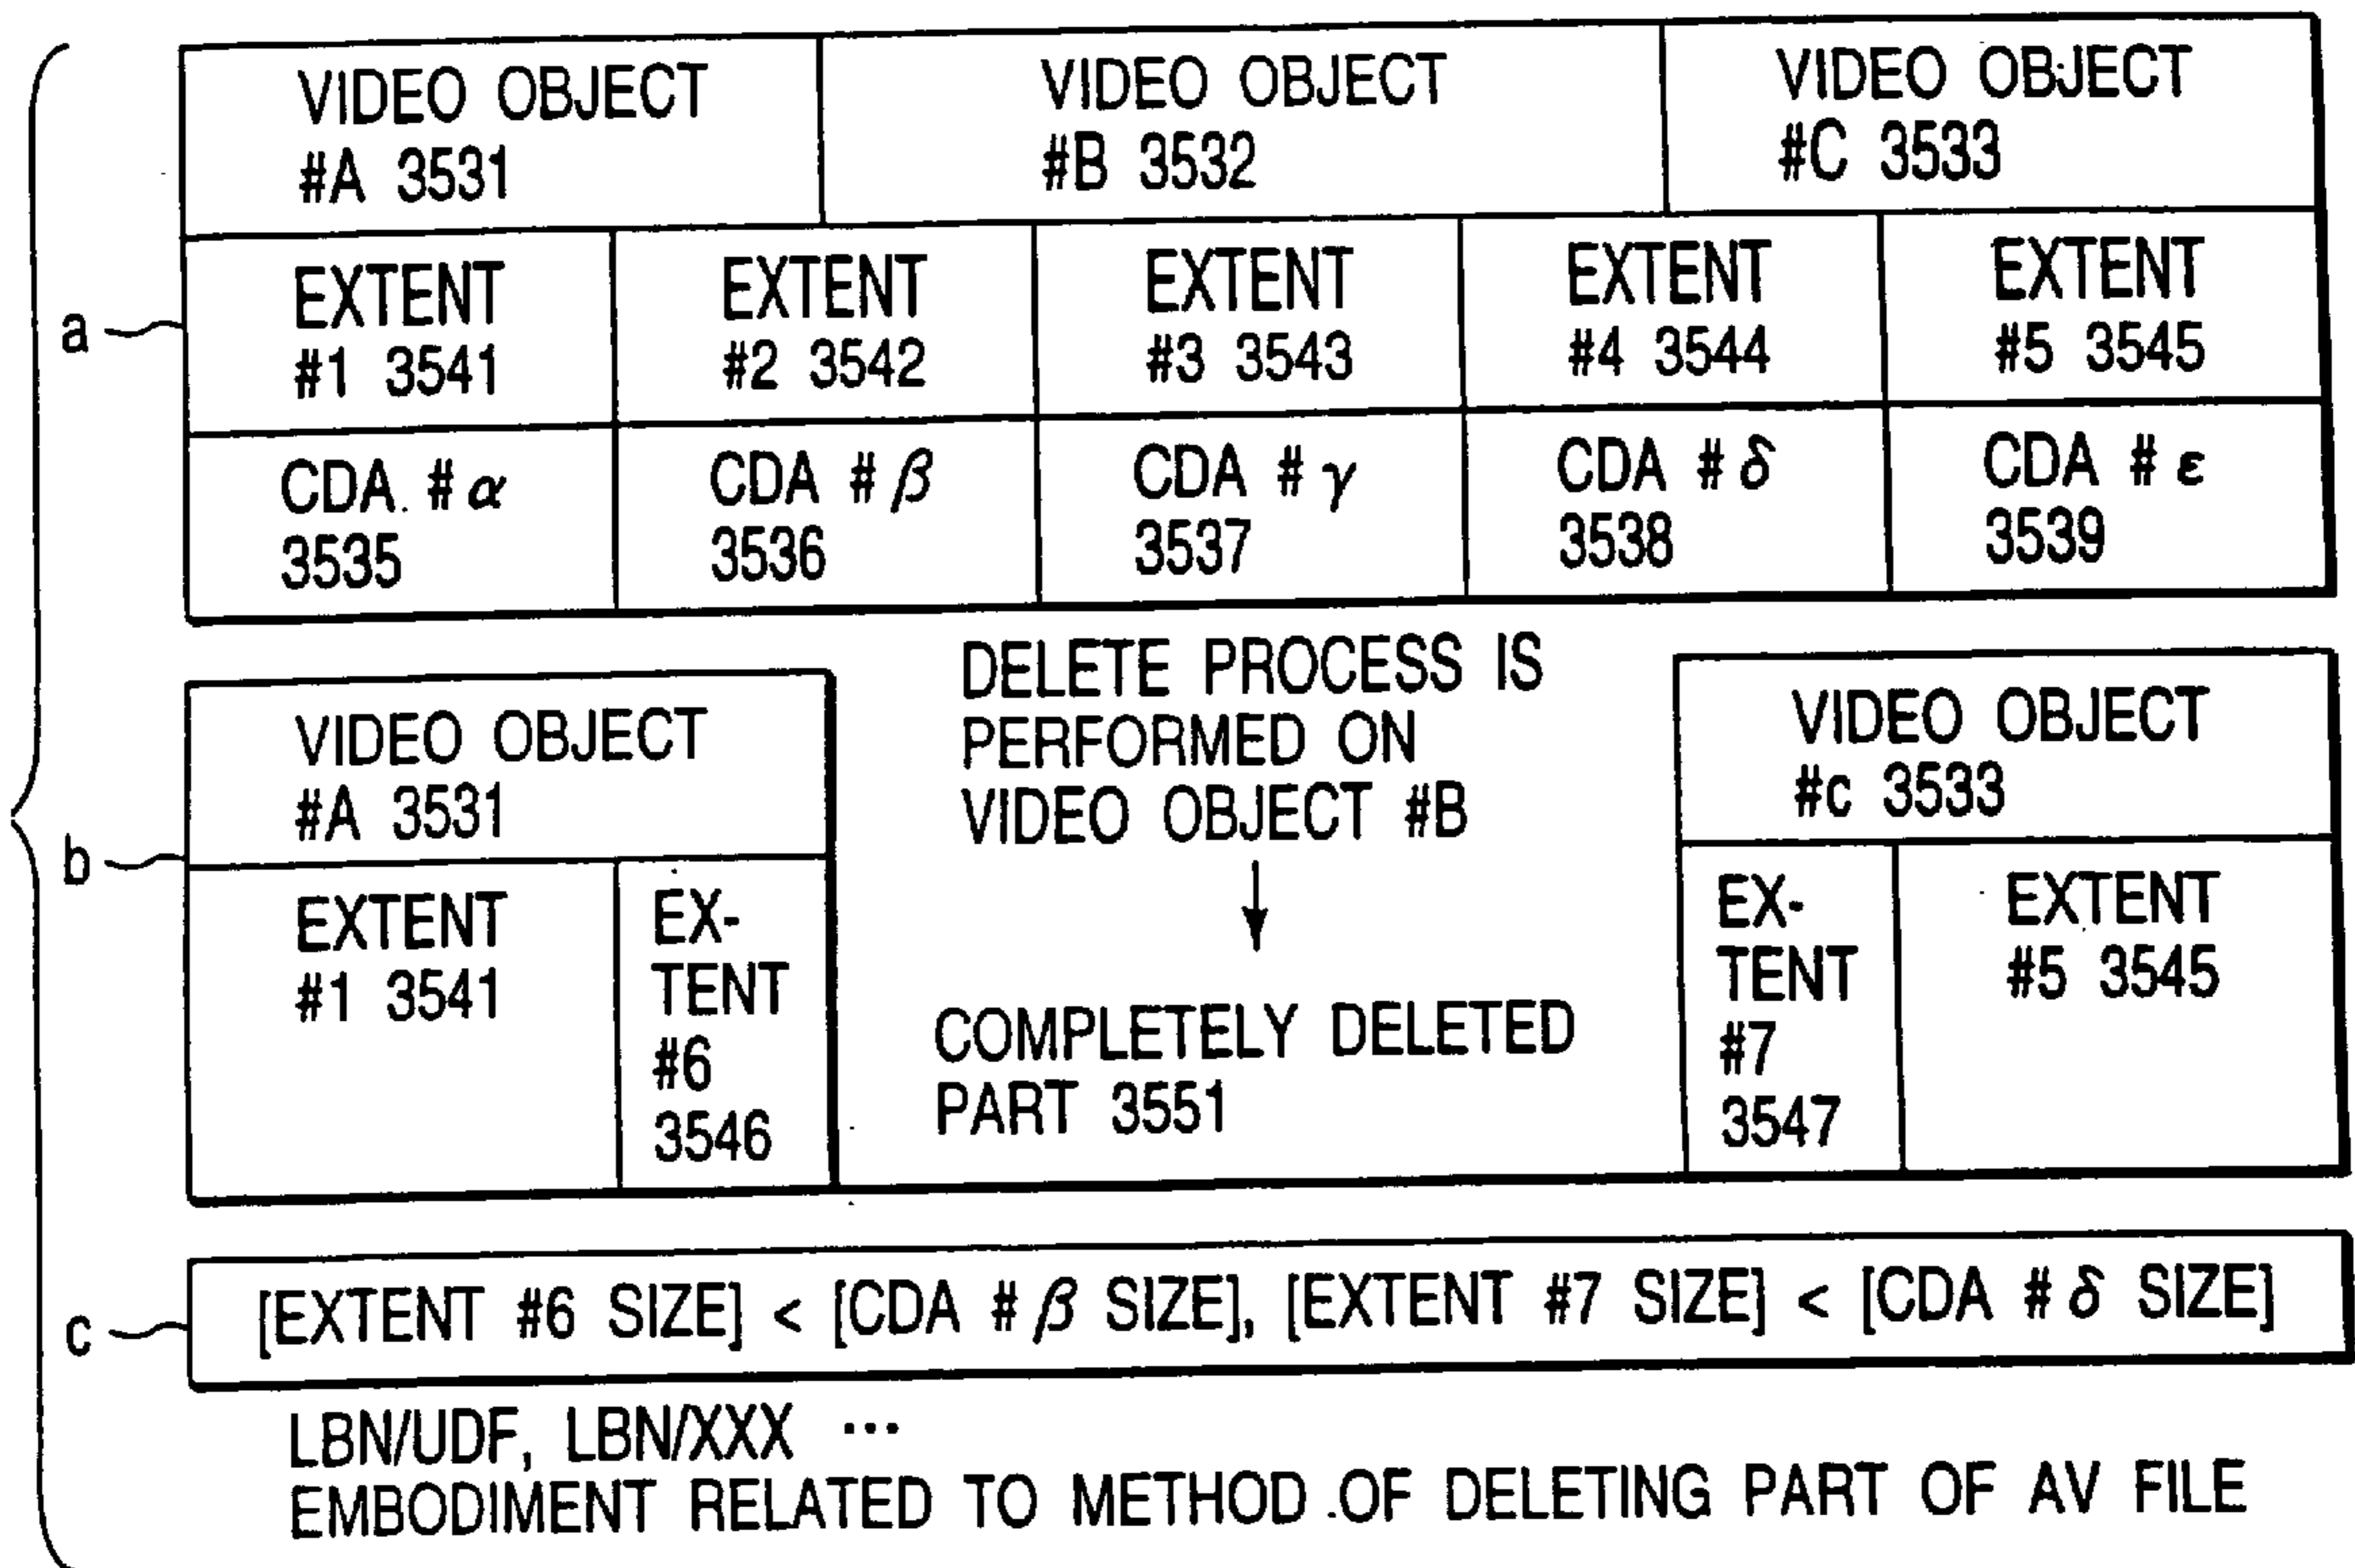 VIDEO OBJECT
#A 3531
VIDEO OBJECT
#B 3532
VIDEO OBJECT
#C 3533
a
EXTENT
#1 3541
EXTENT
#2 3542
EXTENT
#3 3543
EXTENT
#4 3544
EXTENT
#5 3545
CDA #α
3535
CDA #β
3536
CDA #γ
3537
CDA #δ
3538
CDA #ε
3539
b
VIDEO OBJECT
#A 3531
DELETE PROCESS IS
PERFORMED ON
VIDEO OBJECT #B
VIDEO OBJECT
#c 3533
EXTENT
#1 3541
EX-
TENT
#6
3546
COMPLETELY DELETED
PART 3551
EX-
TENT
#7
3547
EXTENT
#5 3545
c
[EXTENT #6 SIZE] < [CDA #β SIZE], [EXTENT #7 SIZE] < [CDA #δ SIZE]
LBN/UDF, LBN/XXX ···
EMBODIMENT RELATED TO METHOD OF DELETING PART OF AV FILE